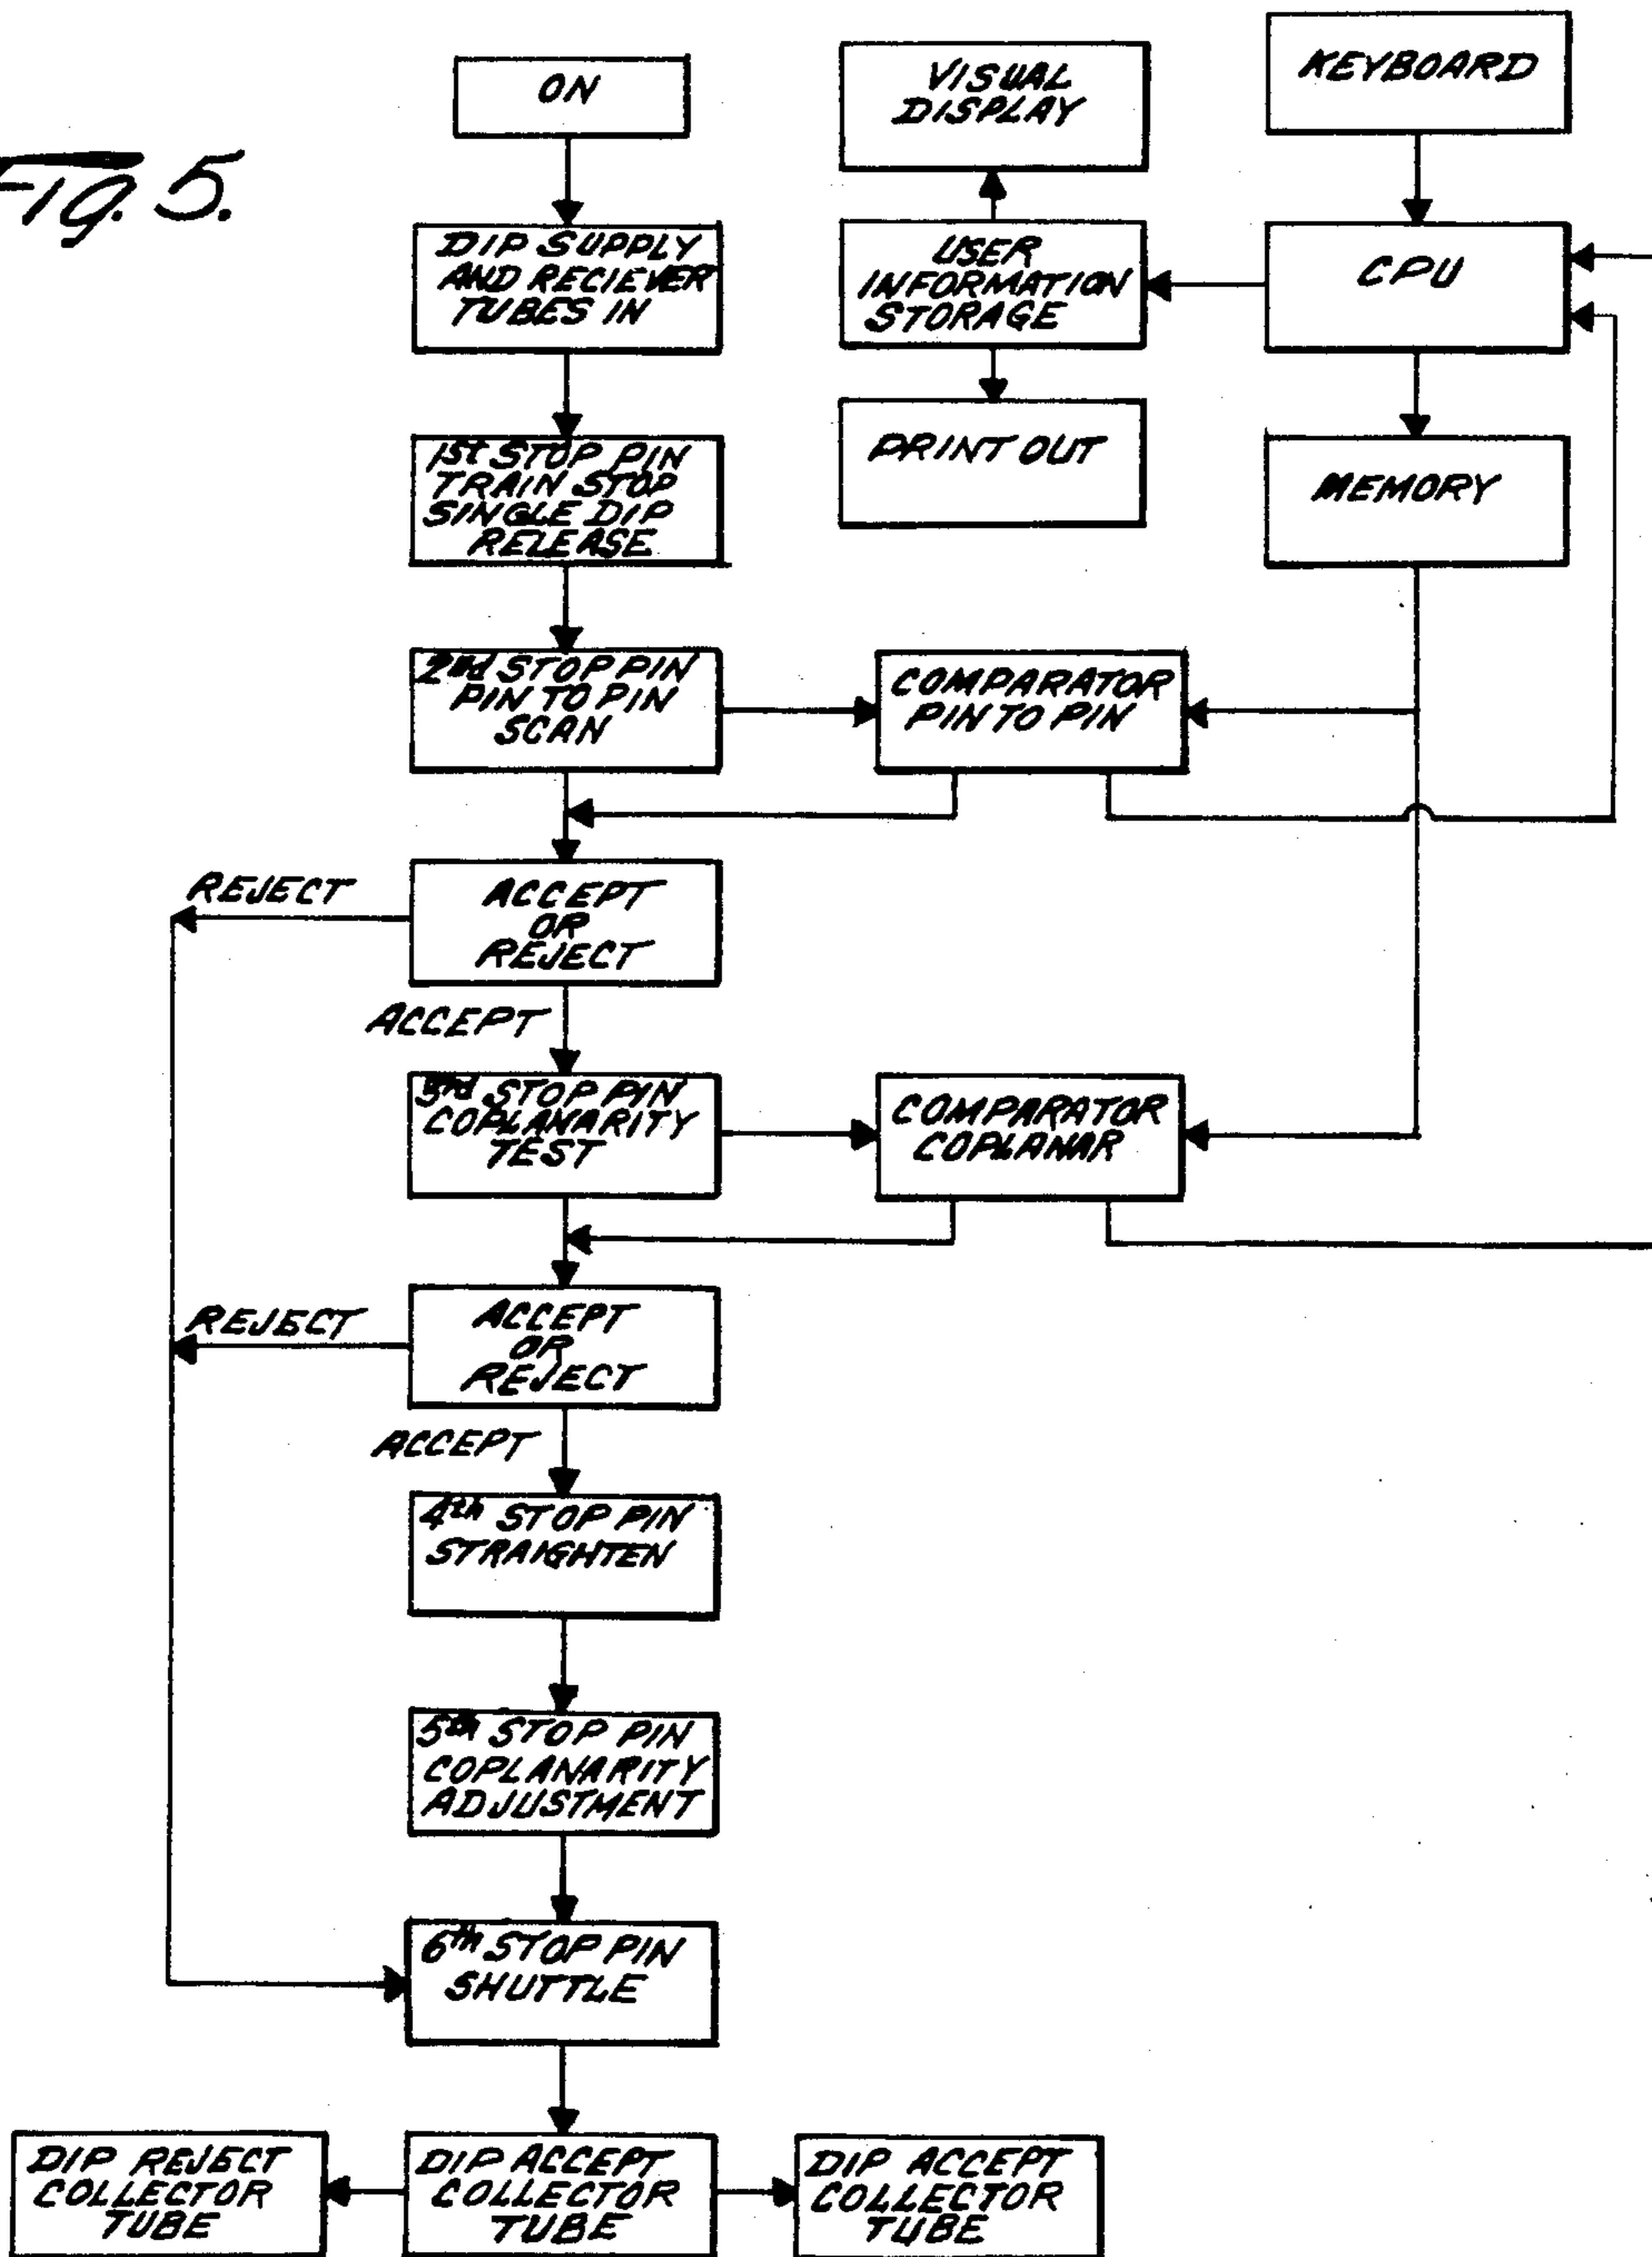 Fig. 5.
ON
VISUAL
DISPLAY
KEYBOARD
DIP SUPPLY
AND RECIEVER
TUBES IN
USER
INFORMATION
STORAGE
CPU
1st STOP PIN
TRAIN STOP
SINGLE DIP
RELEASE
PRINT OUT
MEMORY
2nd STOP PIN
PIN TO PIN
SCAN
COMPARATOR
PIN TO PIN
REJECT
ACCEPT
OR
REJECT
ACCEPT
3rd STOP PIN
COPLANARITY
TEST
COMPARATOR
COPLANAR
REJECT
ACCEPT
OR
REJECT
ACCEPT
4th STOP PIN
STRAIGHTEN
5th STOP PIN
COPLANARITY
ADJUSTMENT
6th STOP PIN
SHUTTLE
DIP REJECT
COLLECTOR
TUBE
DIP ACCEPT
COLLECTOR
TUBE
DIP ACCEPT
COLLECTOR
TUBE